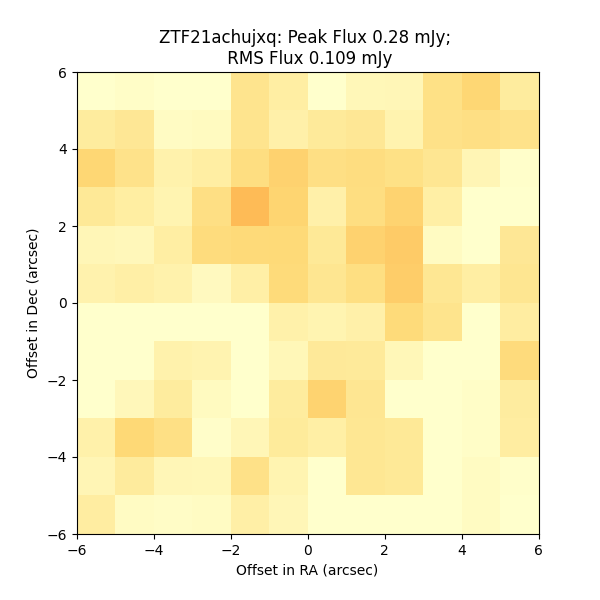 ZTF21achujxq: Peak Flux 0.28 mJy;
RMS Flux 0.109 mJy
6
4
2
0
−2
−4
−6
Offset in Dec (arcsec)
−6 −4 −2 0 2 4 6
Offset in RA (arcsec)